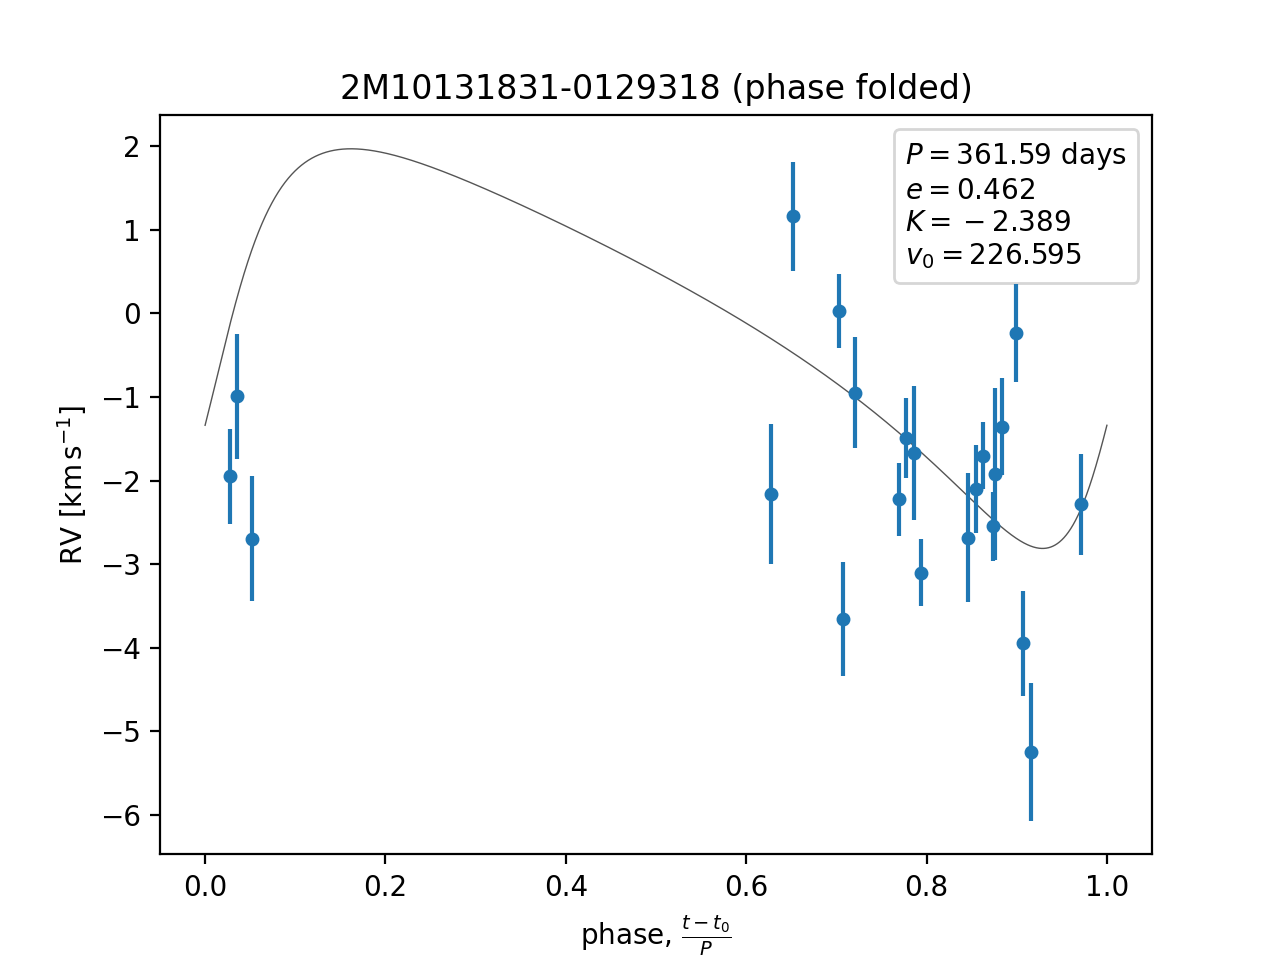 2M10131831-0129318 (phase folded)
P = 361.59 days
e = 0.462
K = −2.389
v₀ = 226.595
2
1
0
−1
−2
−3
−4
−5
−6
RV [km s⁻¹]
0.0 0.2 0.4 0.6 0.8 1.0
phase, (t − t₀)/P